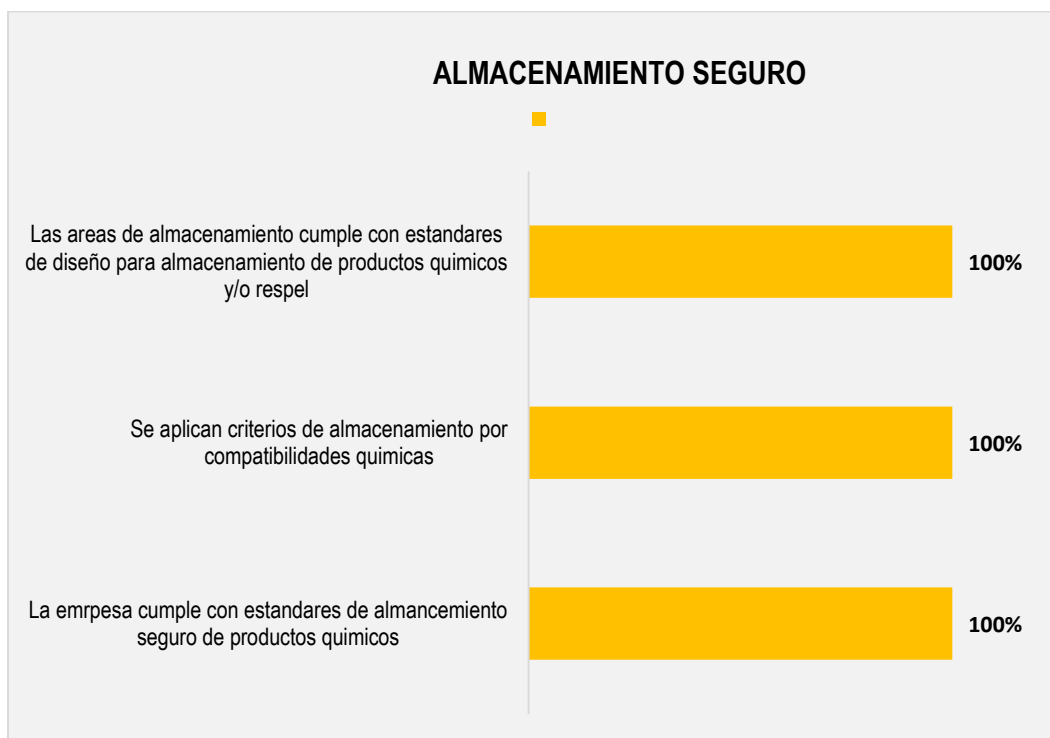 ALMACENAMIENTO SEGURO
Las areas de almacenamiento cumple con estandares
de diseño para almacenamiento de productos quimicos
y/o respel
100%
Se aplican criterios de almacenamiento por
compatibilidades quimicas
100%
La emrpesa cumple con estandares de almancemiento
seguro de productos quimicos
100%